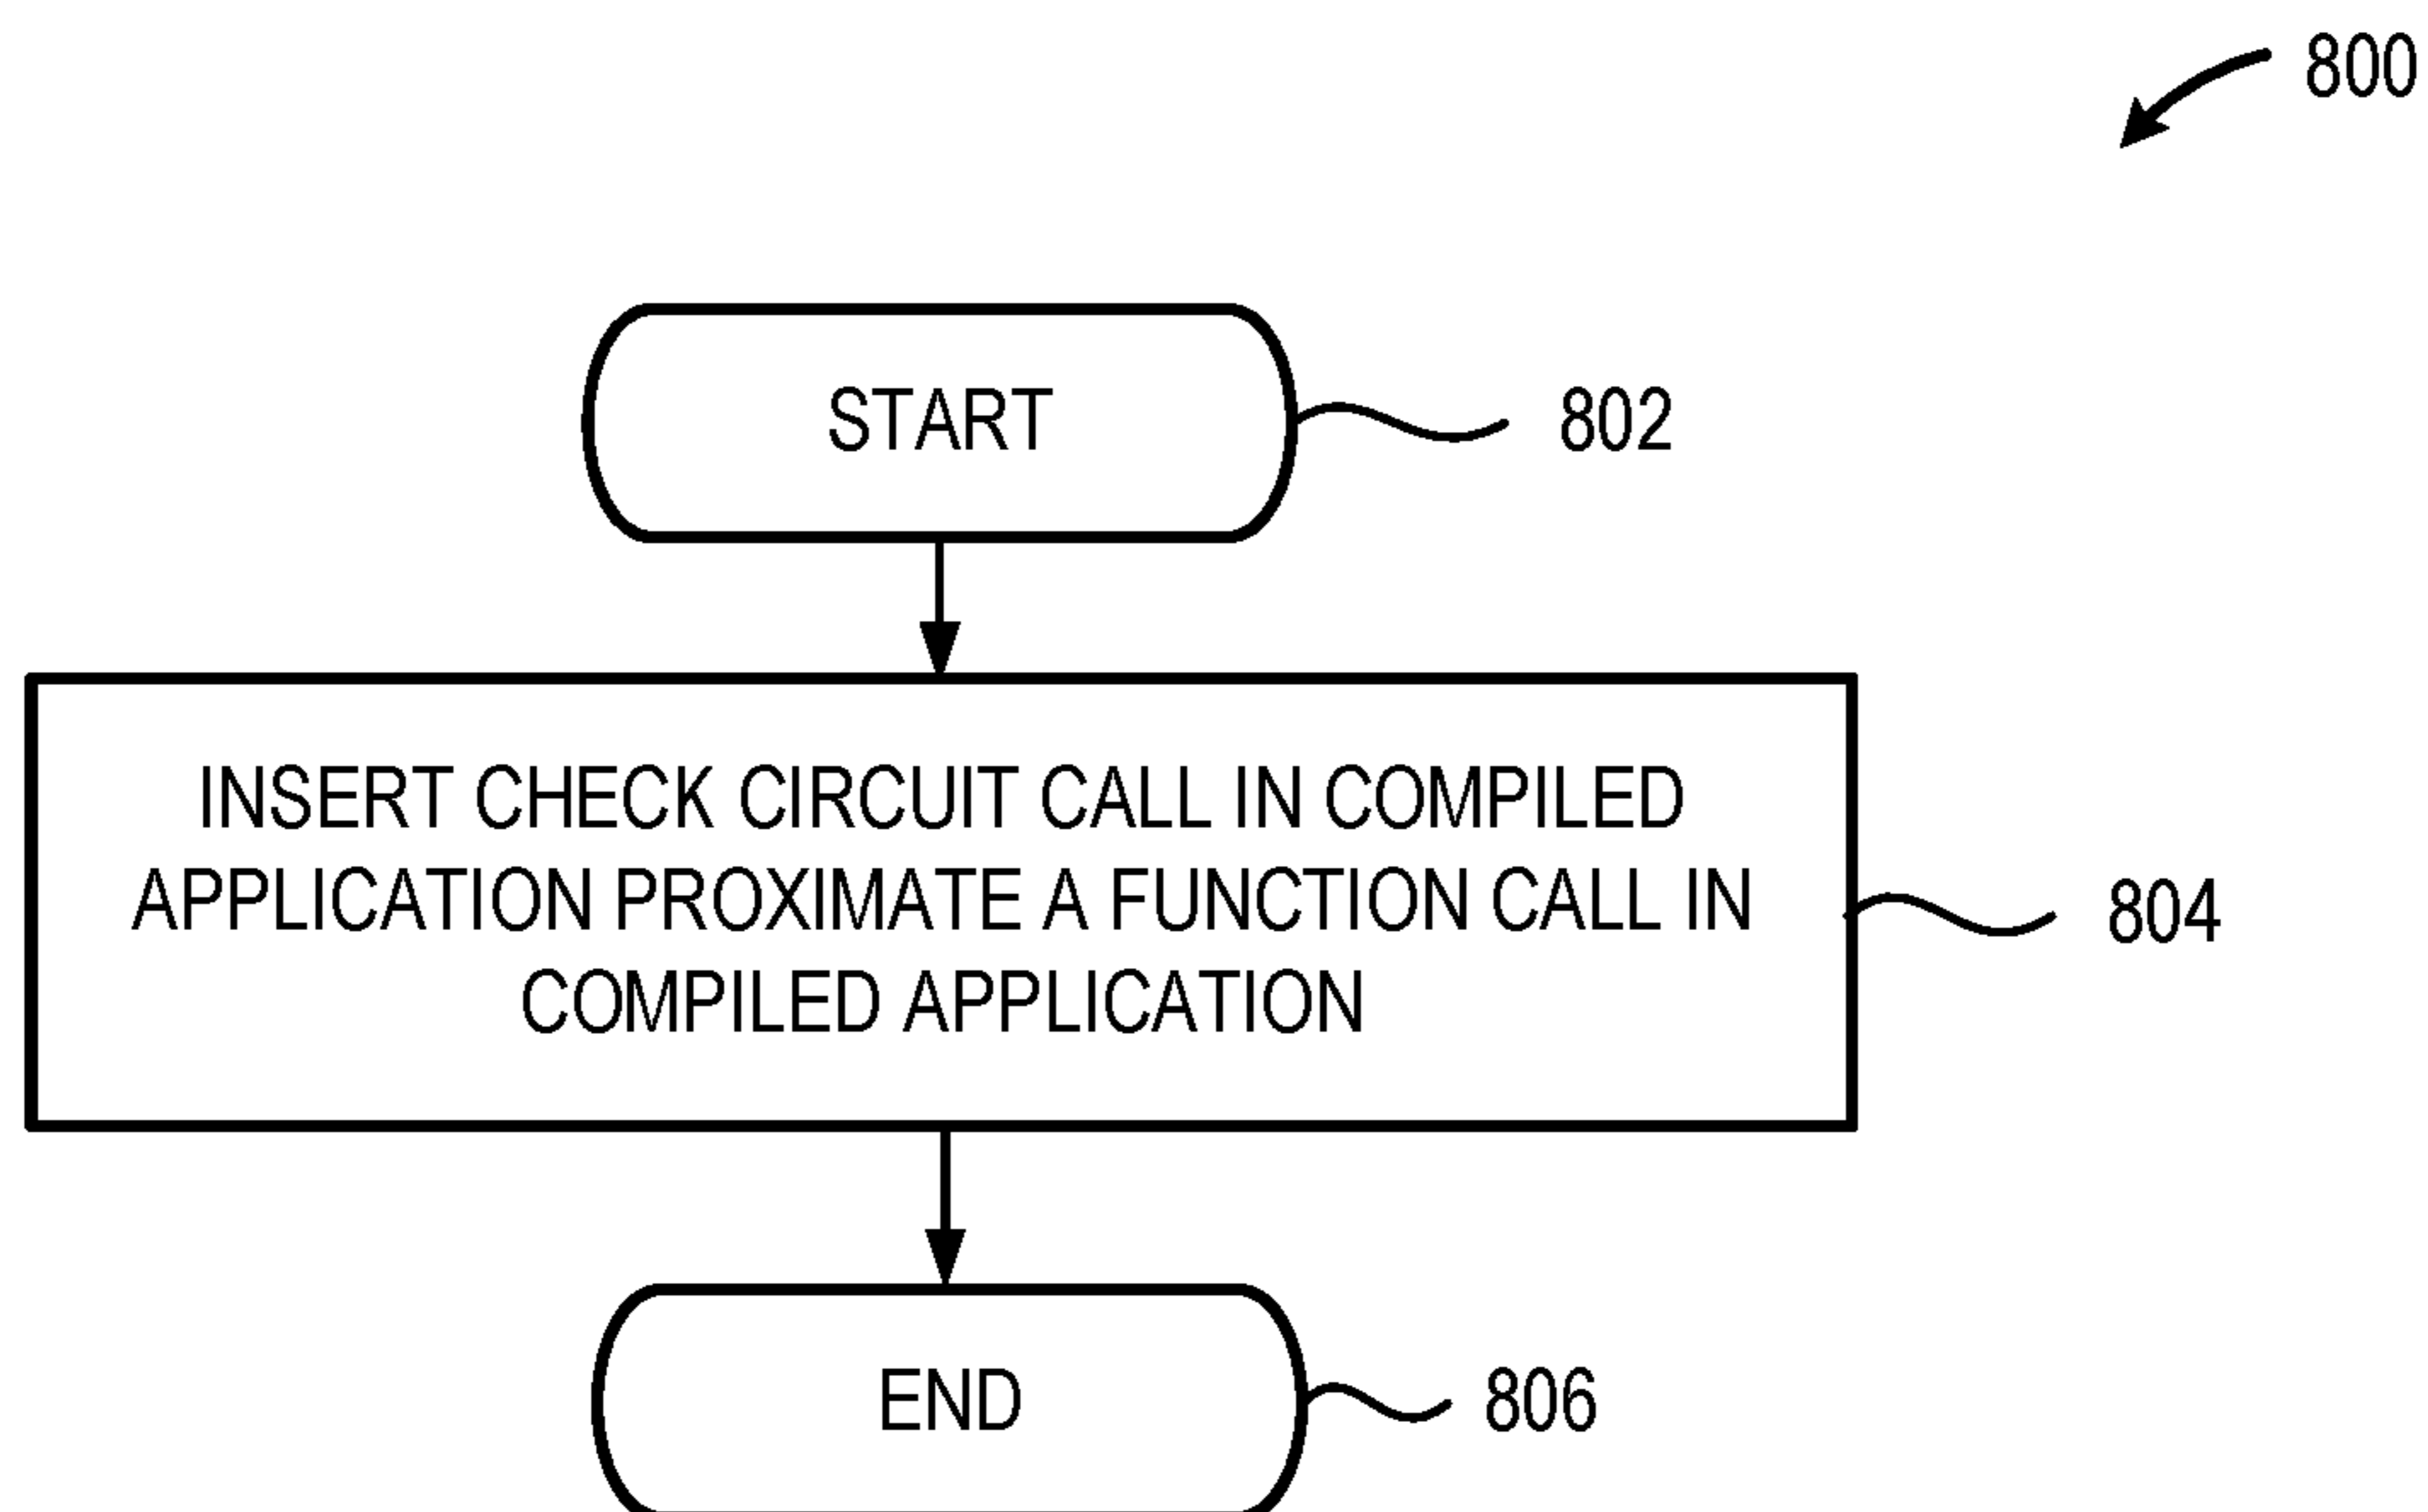 800
START
802
INSERT CHECK CIRCUIT CALL IN COMPILED
APPLICATION PROXIMATE A FUNCTION CALL IN
COMPILED APPLICATION
804
END
806